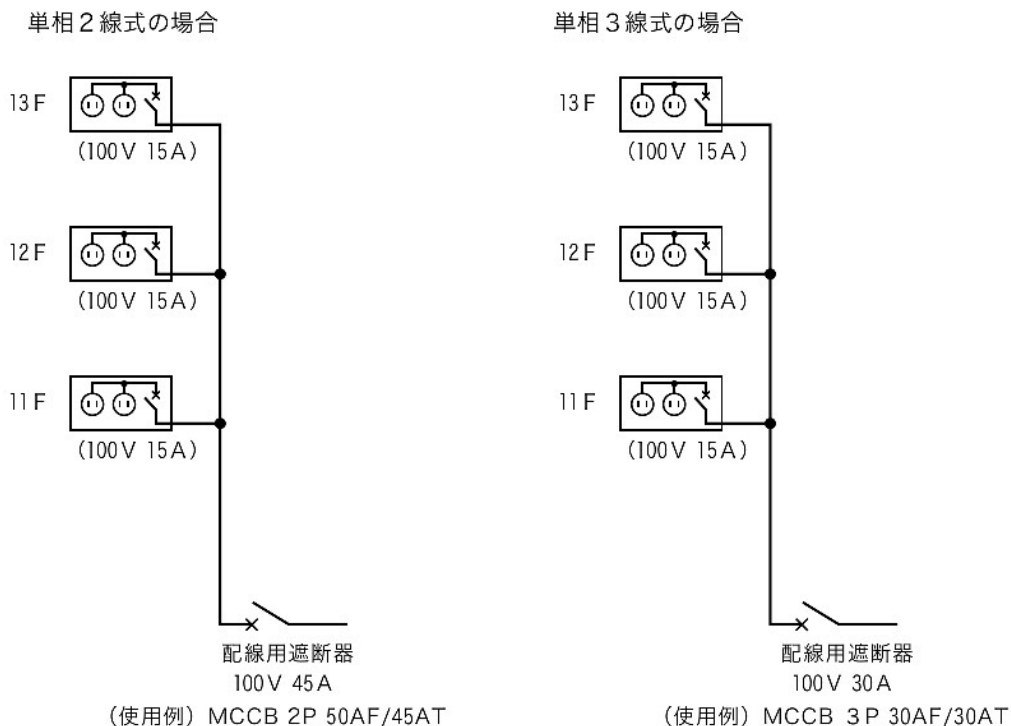 単相２線式の場合
13F
(100V 15A)
12F
(100V 15A)
11F
(100V 15A)
配線用遮断器
100V 45A
（使用例）MCCB 2P 50AF/45AT
単相３線式の場合
13F
(100V 15A)
12F
(100V 15A)
11F
(100V 15A)
配線用遮断器
100V 30A
（使用例）MCCB 3P 30AF/30AT